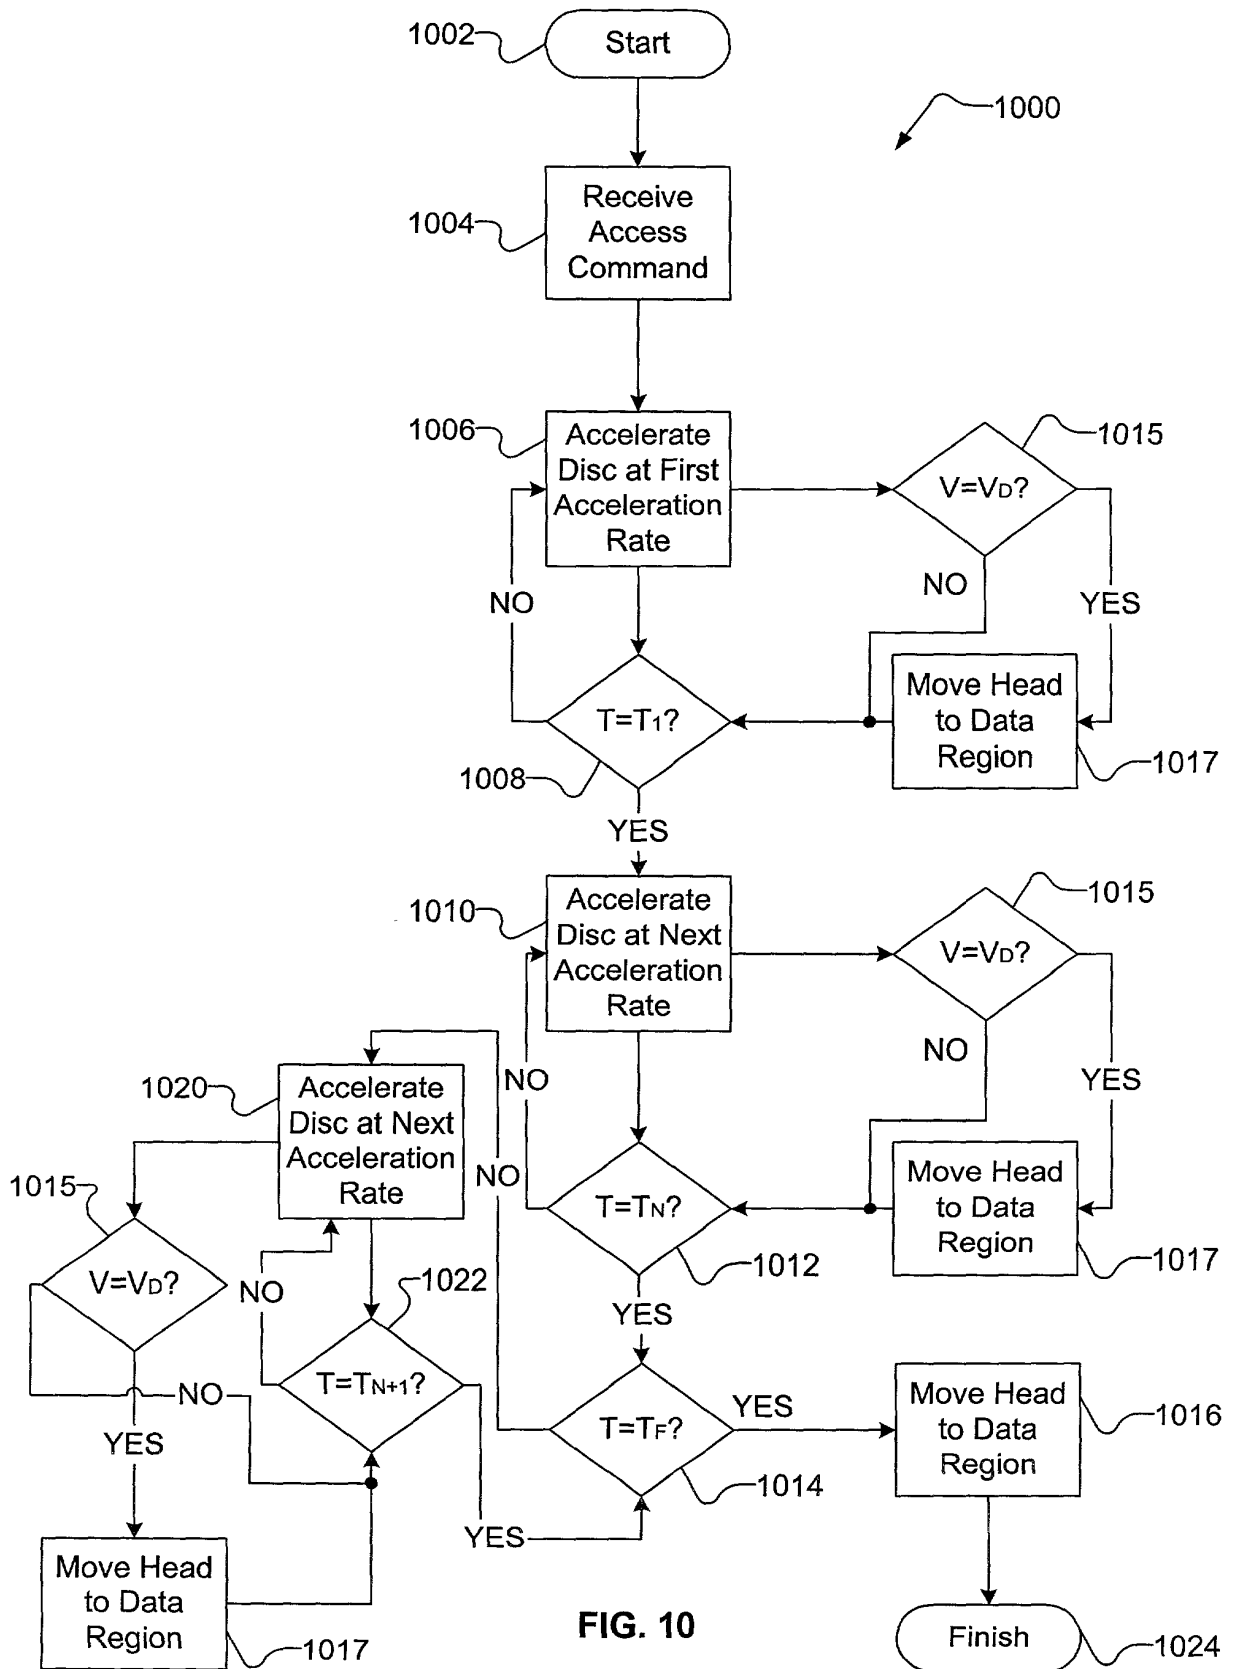 1002
Start
1000
1004
Receive
Access
Command
1006
Accelerate
Disc at First
Acceleration
Rate
V=VD?
1015
NO
NO
YES
T=T1?
1008
Move Head
to Data
Region
1017
YES
1010
Accelerate
Disc at Next
Acceleration
Rate
V=VD?
1015
NO
NO
YES
1020
Accelerate
Disc at Next
Acceleration
Rate
NO
T=TN?
1012
Move Head
to Data
Region
1017
1015
V=VD?
NO
1022
YES
T=TN+1?
NO
YES
T=TF?
1014
YES
Move Head
to Data
Region
1016
YES
Move Head
to Data
Region
1017
FIG. 10
Finish
1024